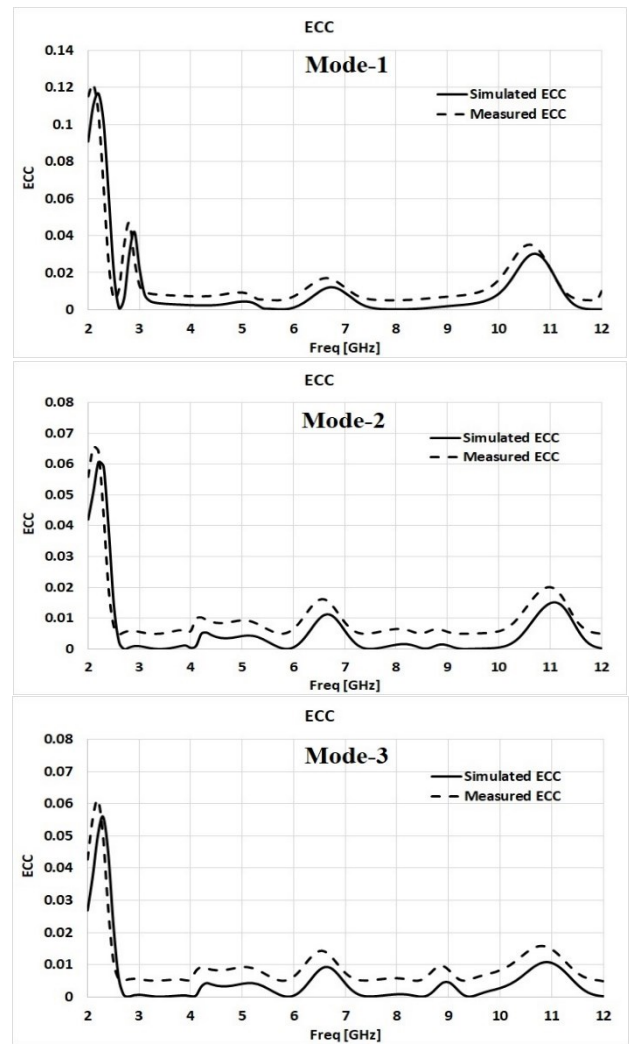 ECC
Mode-1
0.14
0.12
0.1
0.08
0.06
0.04
0.02
0
ECC
Simulated ECC
Measured ECC
2 3 4 5 6 7 8 9 10 11 12
Freq [GHz]
ECC
Mode-2
0.08
0.07
0.06
0.05
0.04
0.03
0.02
0.01
0
ECC
Simulated ECC
Measured ECC
2 3 4 5 6 7 8 9 10 11 12
Freq [GHz]
ECC
Mode-3
0.08
0.07
0.06
0.05
0.04
0.03
0.02
0.01
0
ECC
Simulated ECC
Measured ECC
2 3 4 5 6 7 8 9 10 11 12
Freq [GHz]